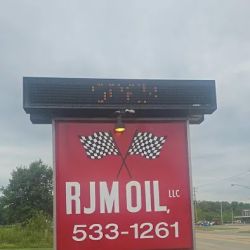 RJM OIL, LLC
533-1261